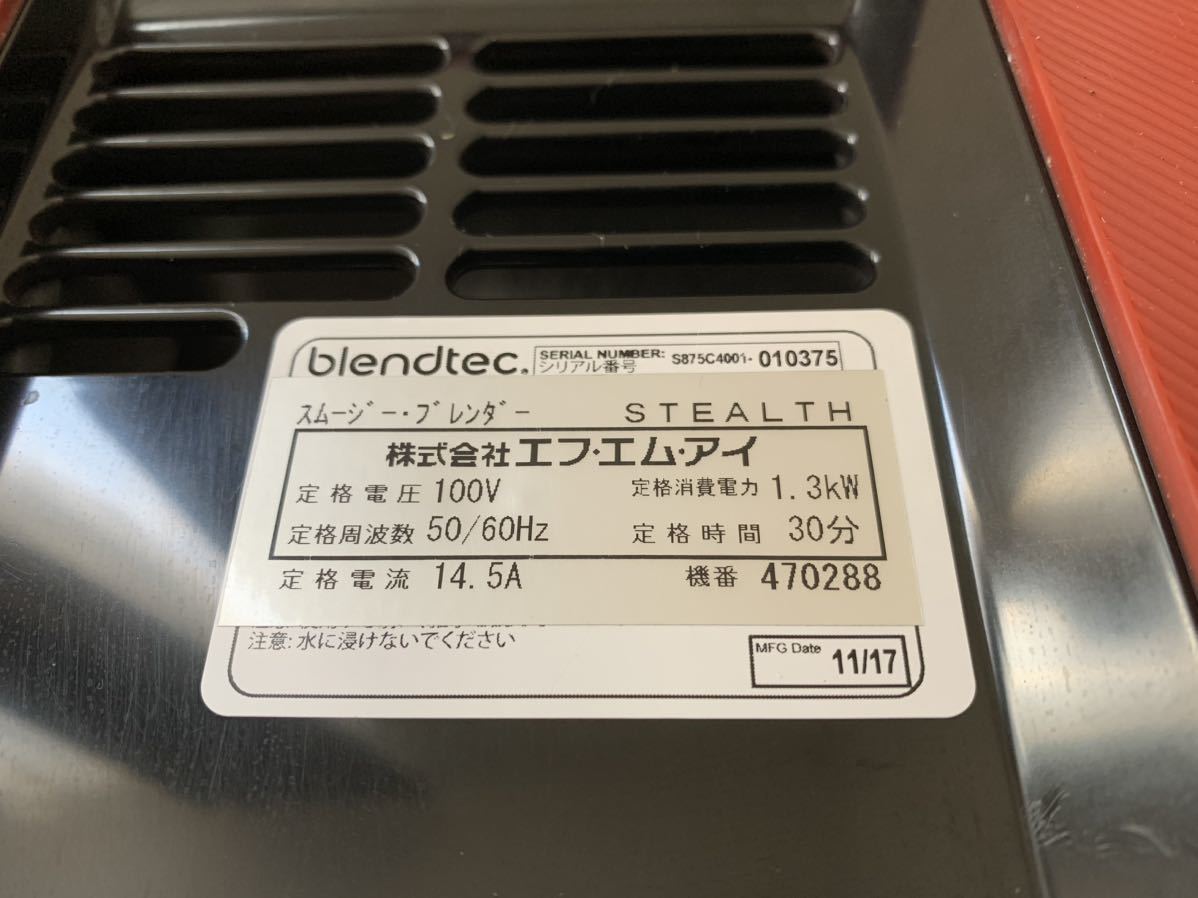 blendtec.
SERIAL NUMBER: S875C4001- 010375
シリアル番号
スムージー・ブレンダー STEALTH
株式会社エフ・エム・アイ
定格電圧 100V 定格消費電力 1.3kW
定格周波数 50/60Hz 定格時間 30分
定格電流 14.5A 機番 470288
注意: 水に浸けないでください
MFG Date 11/17